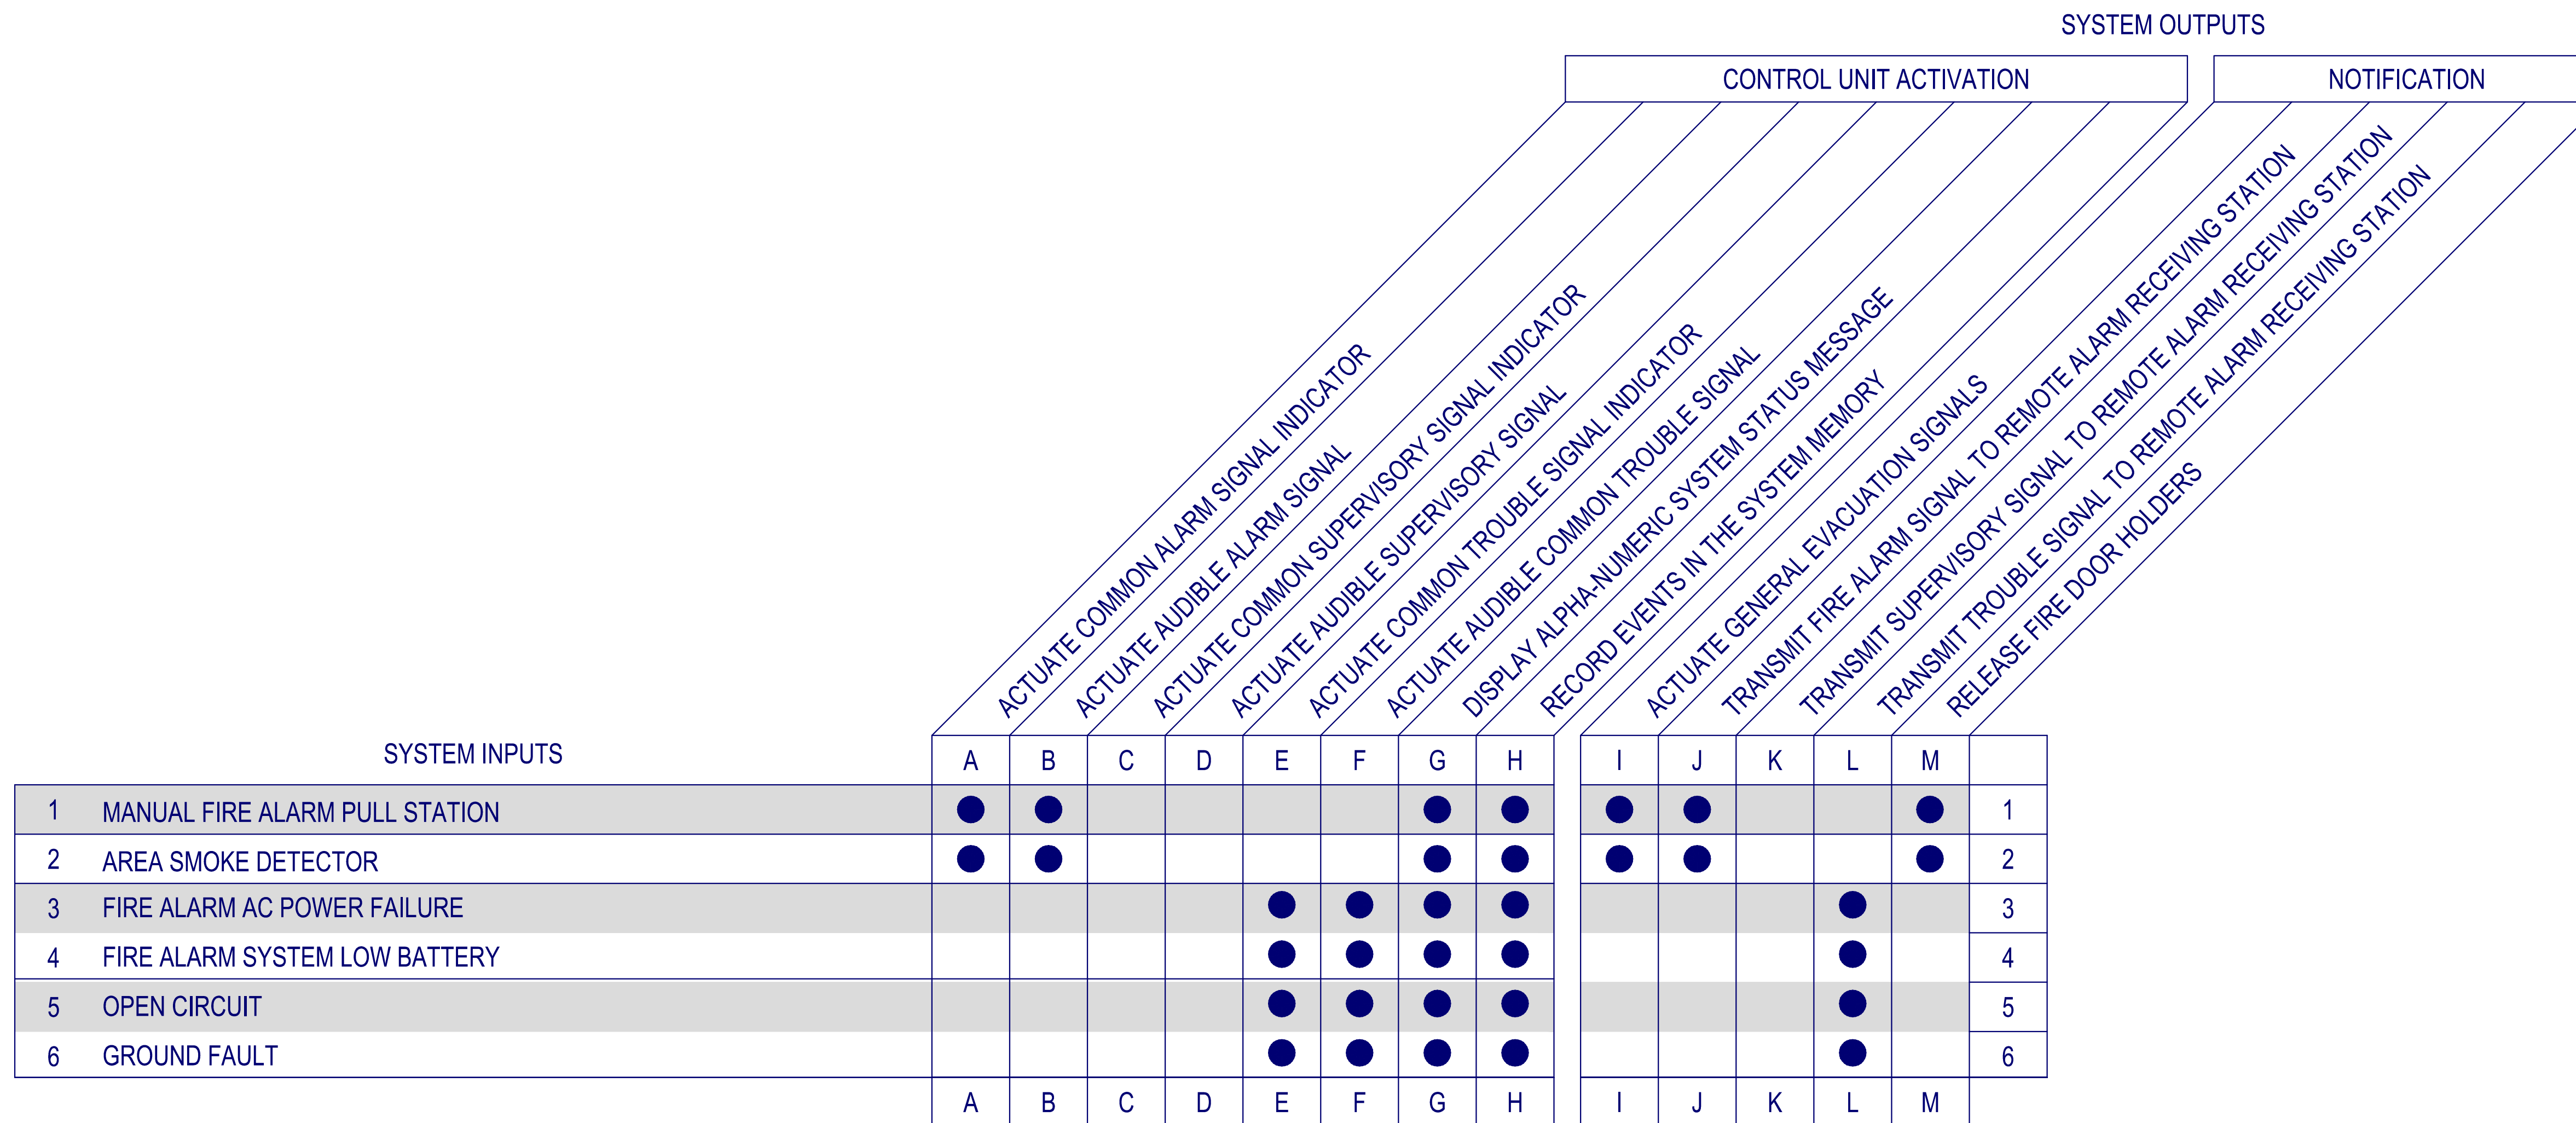 SYSTEM OUTPUTS
CONTROL UNIT ACTIVATION
NOTIFICATION
ACTUATE COMMON ALARM SIGNAL INDICATOR
ACTUATE AUDIBLE ALARM SIGNAL
ACTUATE COMMON SUPERVISORY SIGNAL INDICATOR
ACTUATE AUDIBLE SUPERVISORY SIGNAL
ACTUATE COMMON TROUBLE SIGNAL INDICATOR
ACTUATE AUDIBLE COMMON TROUBLE SIGNAL
DISPLAY ALPHA-NUMERIC SYSTEM STATUS MESSAGE
RECORD EVENTS IN THE SYSTEM MEMORY
ACTUATE GENERAL EVACUATION SIGNALS
TRANSMIT FIRE ALARM SIGNAL TO REMOTE ALARM RECEIVING STATION
TRANSMIT SUPERVISORY SIGNAL TO REMOTE ALARM RECEIVING STATION
TRANSMIT TROUBLE SIGNAL TO REMOTE ALARM RECEIVING STATION
RELEASE FIRE DOOR HOLDERS
SYSTEM INPUTS
A B C D E F G H I J K L M
1 MANUAL FIRE ALARM PULL STATION 1
2 AREA SMOKE DETECTOR 2
3 FIRE ALARM AC POWER FAILURE 3
4 FIRE ALARM SYSTEM LOW BATTERY 4
5 OPEN CIRCUIT 5
6 GROUND FAULT 6
A B C D E F G H I J K L M